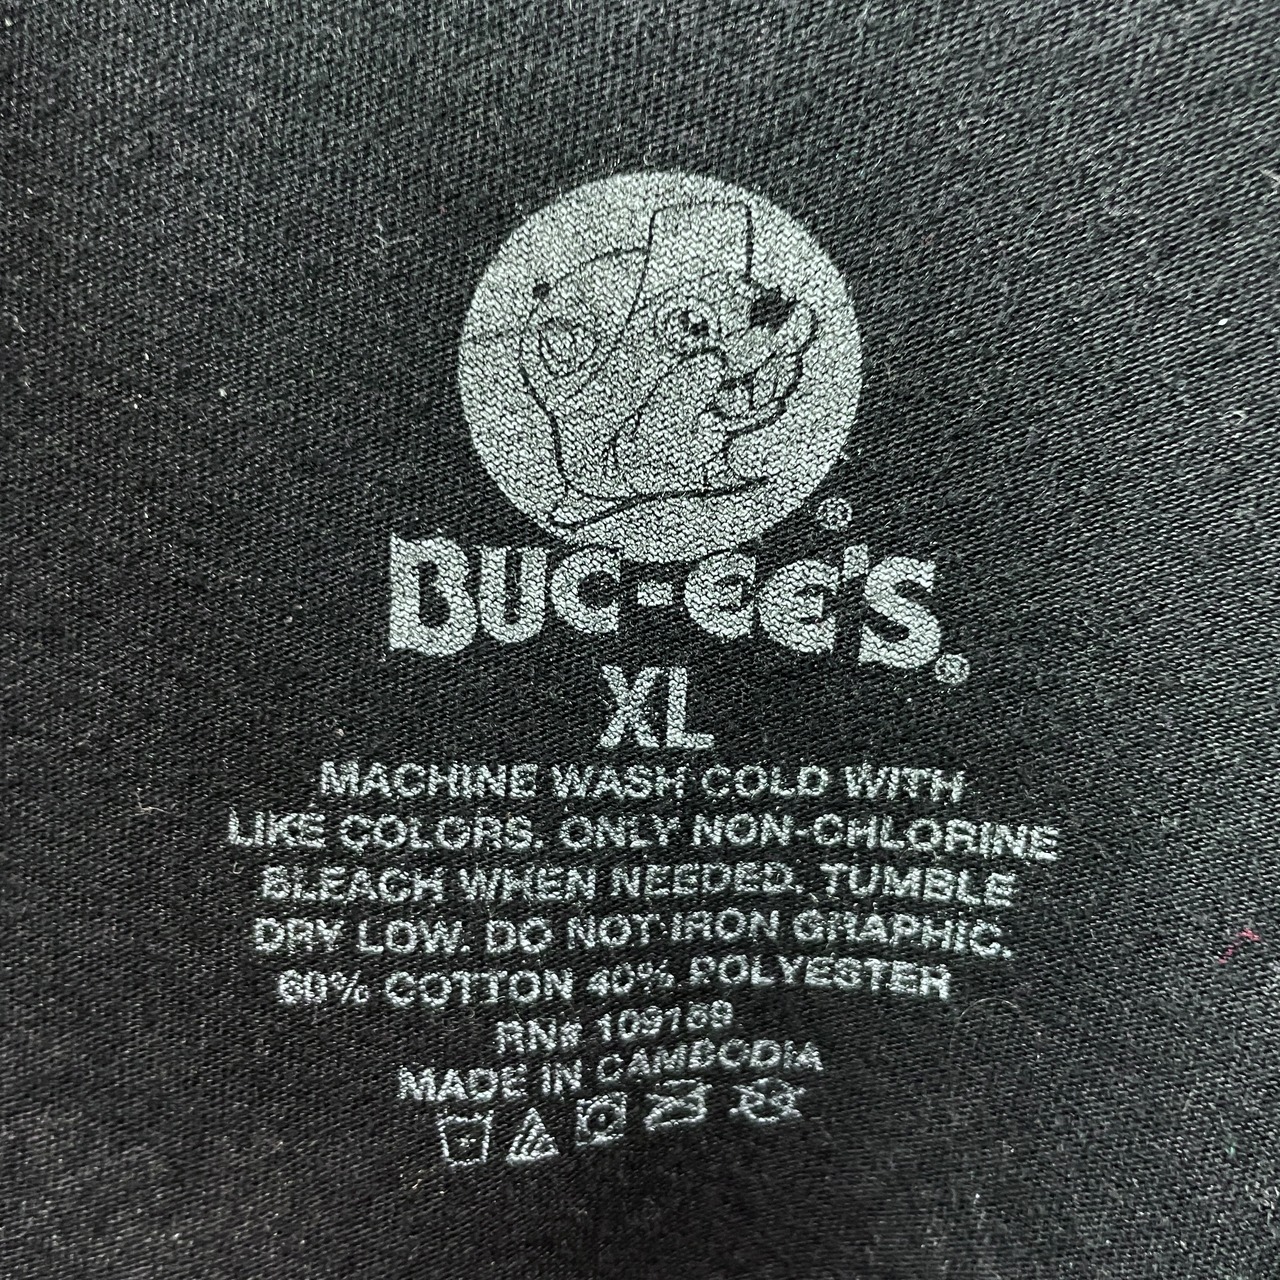 ®
BUC-EE'S®
XL
MACHINE WASH COLD WITH
LIKE COLORS. ONLY NON-CHLORINE
BLEACH WHEN NEEDED. TUMBLE
DRY LOW. DO NOT IRON GRAPHIC.
60% COTTON 40% POLYESTER
RN#
MADE IN CAMBODIA